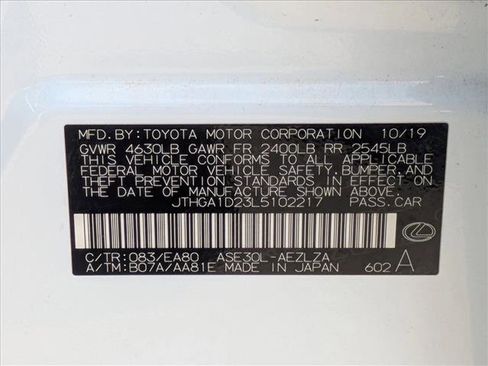 MFD. BY: TOYOTA MOTOR CORPORATION 10/19
GVWR 4630LB GAWR FR 2400LB RR 2545LB
THIS VEHICLE CONFORMS TO ALL APPLICABLE
FEDERAL MOTOR VEHICLE SAFETY, BUMPER, AND
THEFT PREVENTION STANDARDS IN EFFECT ON
THE DATE OF MANUFACTURE SHOWN ABOVE.
JTHGA1D23L5102217 PASS. CAR
C/TR: 083/EA80 ASE30L-AEZLZA
A/TM: B07A/AA81E MADE IN JAPAN 602 A